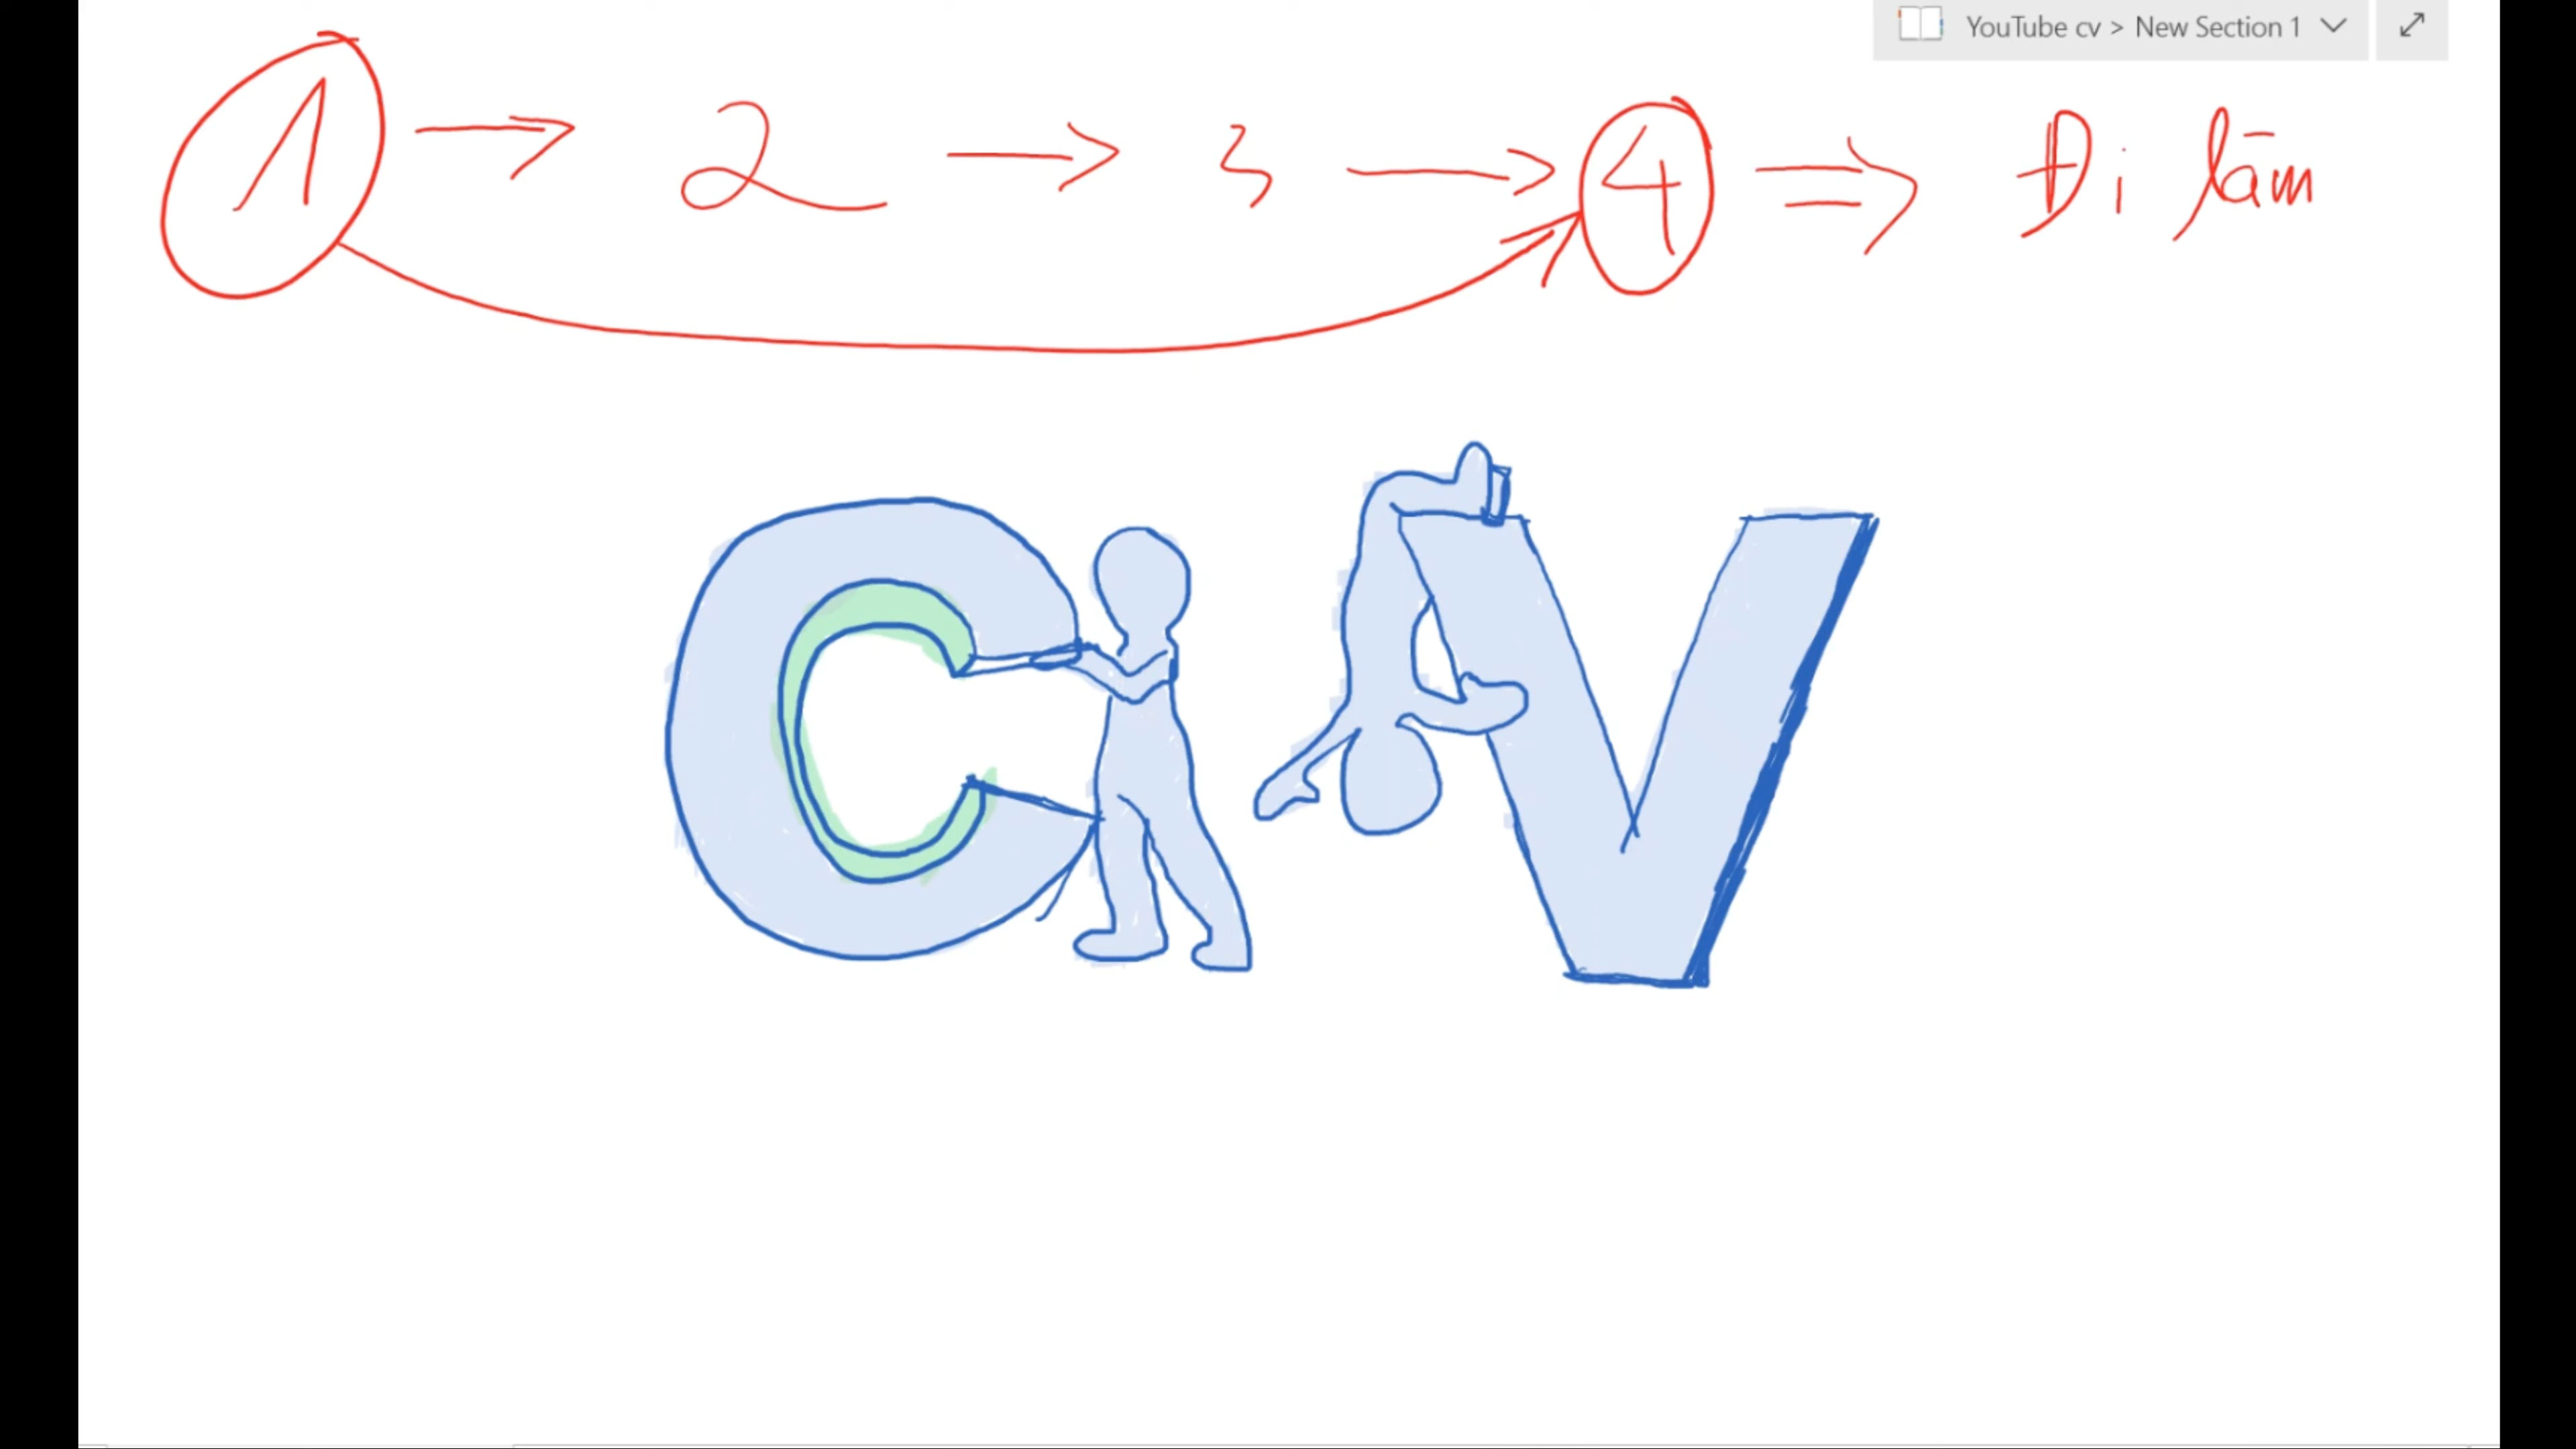 YouTube cv > New Section 1
1 → 2 → 3 → 4 ⇒ Đi làm
CV